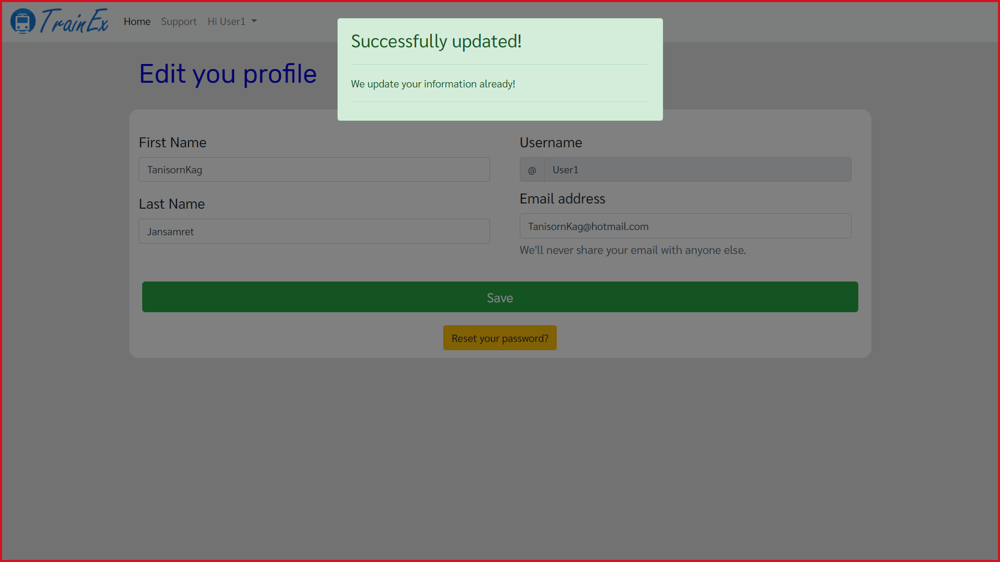 TrainEx
Home Support Hi User1
Successfully updated!
We update your information already!
Edit you profile
First Name
TanisornKag
Last Name
Jansamret
Username
@ User1
Email address
TanisornKag@hotmail.com
We'll never share your email with anyone else.
Save
Reset your password?